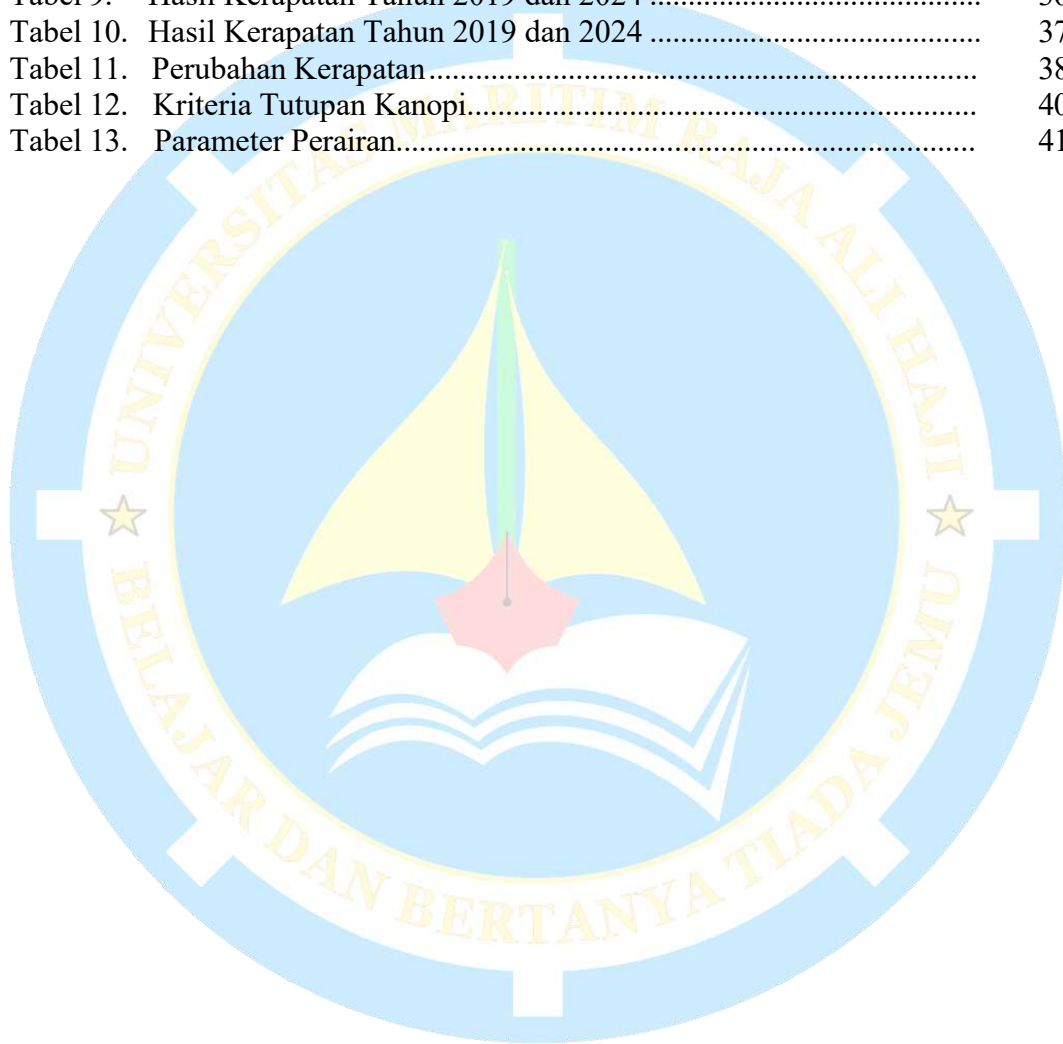 Tabel 9. Hasil Kerapatan Tahun 2019 dan 2024 ...........................................
Tabel 10. Hasil Kerapatan Tahun 2019 dan 2024 ........................................... 37
Tabel 11. Perubahan Kerapatan ....................................................................... 38
Tabel 12. Kriteria Tutupan Kanopi.................................................................. 40
Tabel 13. Parameter Perairan........................................................................... 41
UNIVERSITAS MARITIM RAJA ALI HAJI
BELAJAR DAN BERTANYA TIADA JEMU